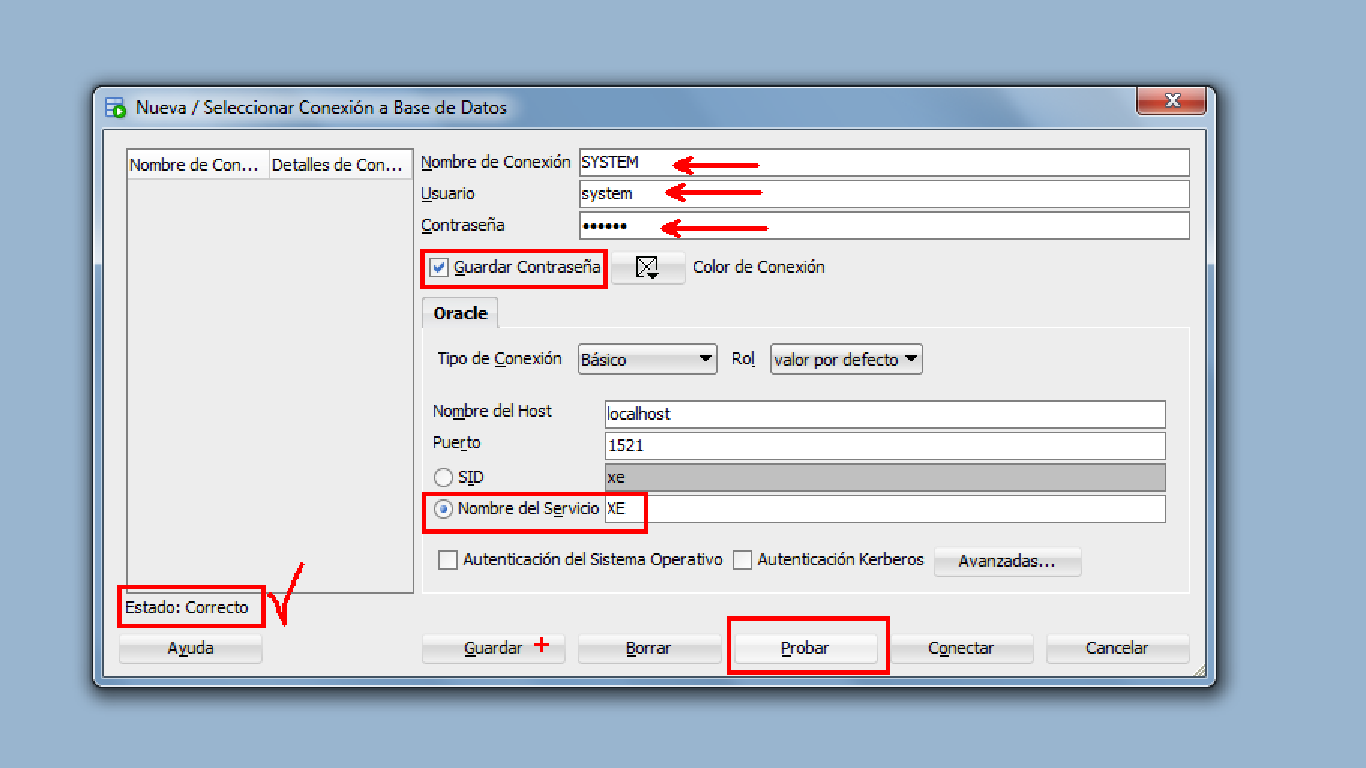 Nueva / Seleccionar Conexión a Base de Datos
Nombre de Con... Detalles de Con...
Nombre de Conexión SYSTEM
Usuario system
Contraseña ••••••
Guardar Contraseña Color de Conexión
Oracle
Tipo de Conexión Básico Rol valor por defecto
Nombre del Host localhost
Puerto 1521
SID xe
Nombre del Servicio XE
Autenticación del Sistema Operativo Autenticación Kerberos Avanzadas...
Estado: Correcto
Ayuda Guardar + Borrar Probar Conectar Cancelar